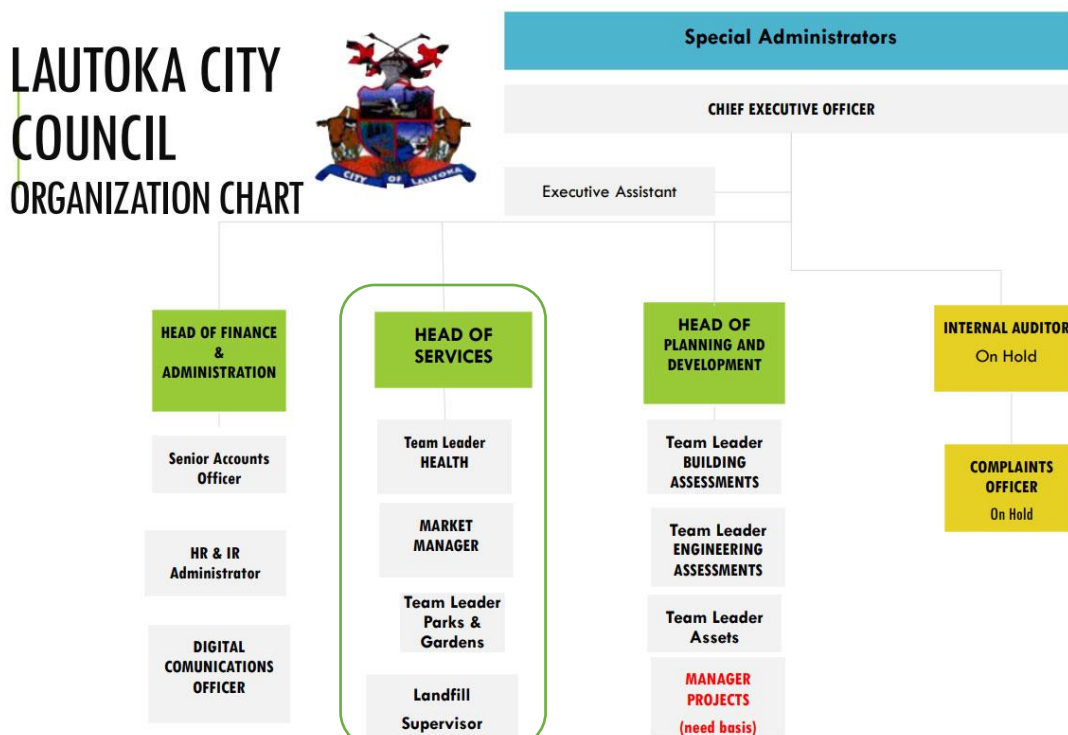 LAUTOKA CITY
COUNCIL
ORGANIZATION CHART
CITY OF LAUTOKA
Special Administrators
CHIEF EXECUTIVE OFFICER
Executive Assistant
HEAD OF FINANCE
&
ADMINISTRATION
Senior Accounts
Officer
HR & IR
Administrator
DIGITAL
COMUNICATIONS
OFFICER
HEAD OF
SERVICES
Team Leader
HEALTH
MARKET
MANAGER
Team Leader
Parks &
Gardens
Landfill
Supervisor
HEAD OF
PLANNING AND
DEVELOPMENT
Team Leader
BUILDING
ASSESSMENTS
Team Leader
ENGINEERING
ASSESSMENTS
Team Leader
Assets
MANAGER
PROJECTS
(need basis)
INTERNAL AUDITOR
On Hold
COMPLAINTS
OFFICER
On Hold